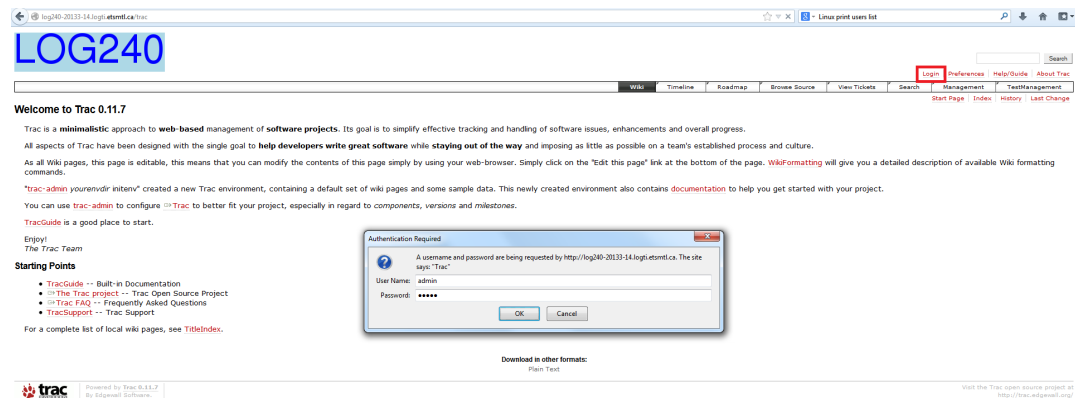 log240-20133-14.logti.etsmtl.ca/trac
Linux print users list
LOG240
Search
Login Preferences Help/Guide About Trac
Wiki Timeline Roadmap Browse Source View Tickets Search Management TestManagement
Start Page Index History Last Change
Welcome to Trac 0.11.7
Trac is a minimalistic approach to web-based management of software projects. Its goal is to simplify effective tracking and handling of software issues, enhancements and overall progress.
All aspects of Trac have been designed with the single goal to help developers write great software while staying out of the way and imposing as little as possible on a team's established process and culture.
As all Wiki pages, this page is editable, this means that you can modify the contents of this page simply by using your web-browser. Simply click on the "Edit this page" link at the bottom of the page. WikiFormatting will give you a detailed description of available Wiki formatting
commands.
"trac-admin yourenvdir initenv" created a new Trac environment, containing a default set of wiki pages and some sample data. This newly created environment also contains documentation to help you get started with your project.
You can use trac-admin to configure Trac to better fit your project, especially in regard to components, versions and milestones.
TracGuide is a good place to start.
Enjoy!
The Trac Team
Starting Points
• TracGuide -- Built-in Documentation
• The Trac project -- Trac Open Source Project
• Trac FAQ -- Frequently Asked Questions
• TracSupport -- Trac Support
For a complete list of local wiki pages, see TitleIndex.
Authentication Required
A username and password are being requested by http://log240-20133-14.logti.etsmtl.ca. The site
says: "Trac"
User Name: admin
Password: •••••
OK Cancel
Download in other formats:
Plain Text
trac
Powered by Trac 0.11.7
By Edgewall Software.
Visit the Trac open source project at
http://trac.edgewall.org/